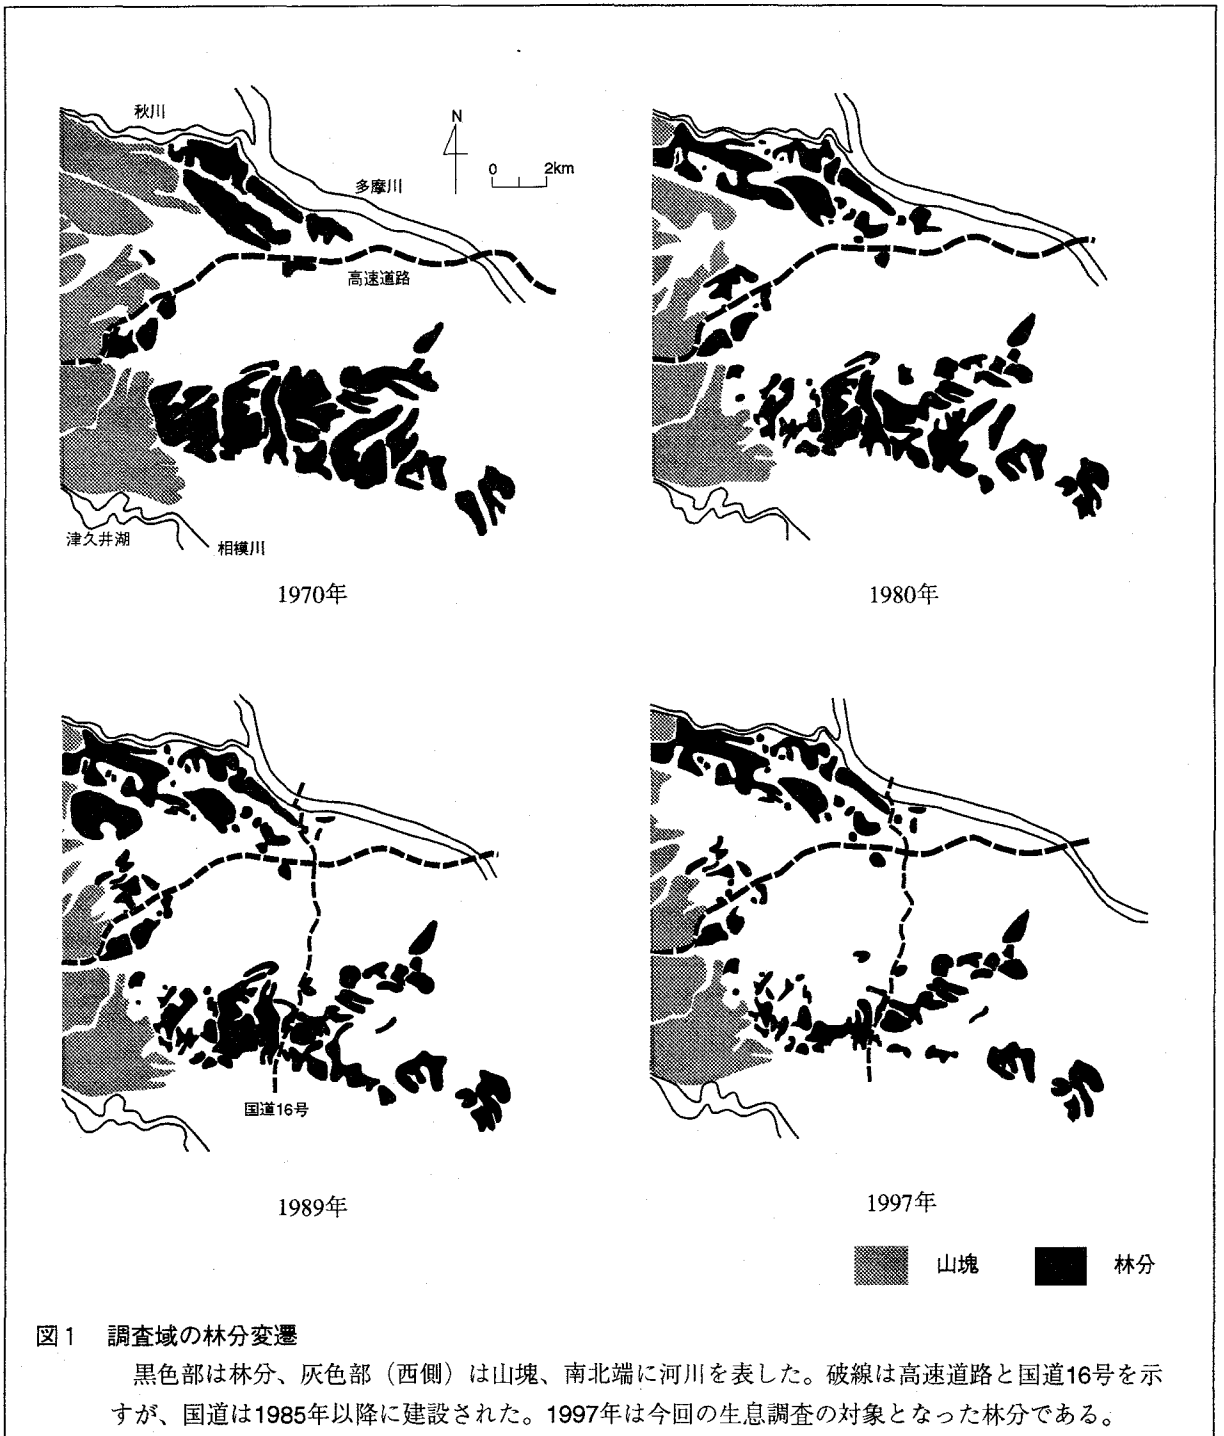 秋川
N
0 2km
多摩川
高速道路
津久井湖
相模川
1970年
1980年
国道16号
1989年
1997年
山塊
林分
図1 調査域の林分変遷
黒色部は林分、灰色部（西側）は山塊、南北端に河川を表した。破線は高速道路と国道16号を示
すが、国道は1985年以降に建設された。1997年は今回の生息調査の対象となった林分である。